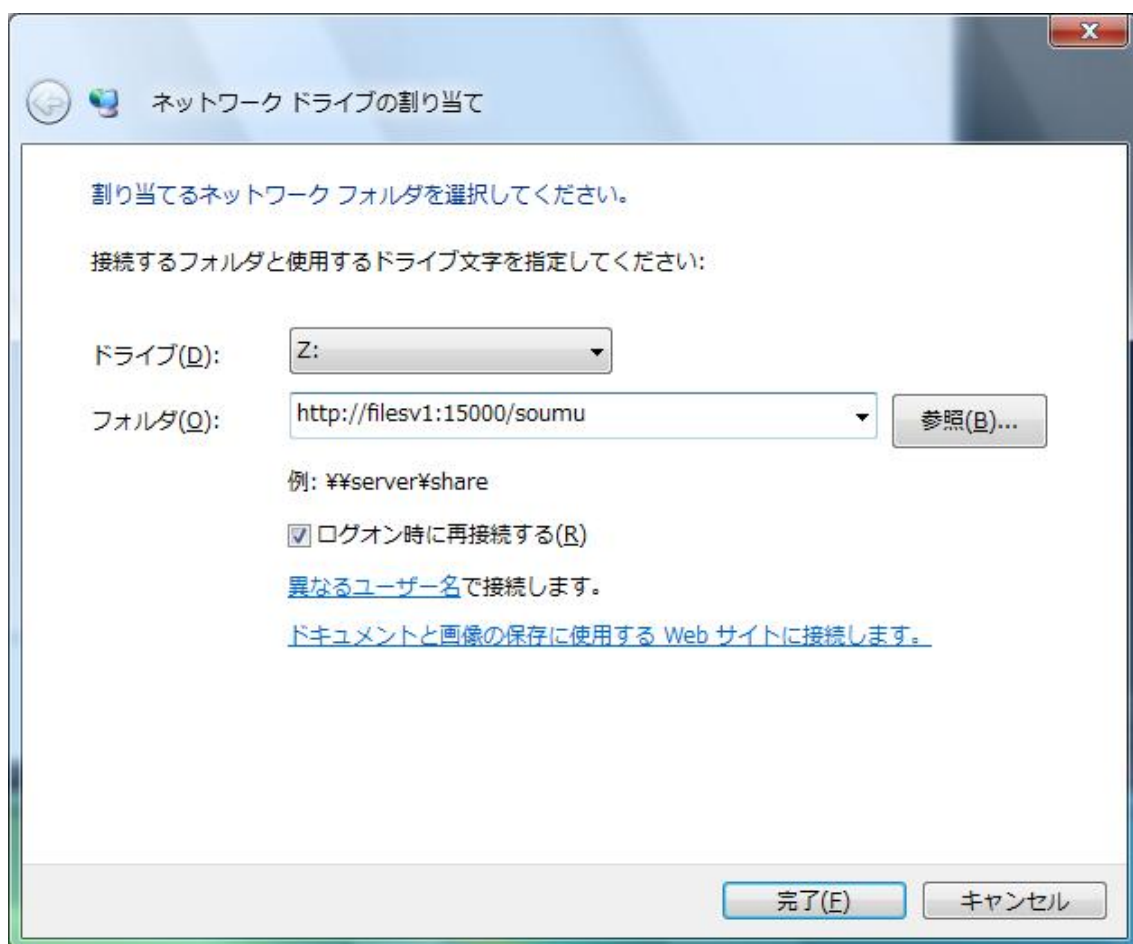 ネットワーク ドライブの割り当て
割り当てるネットワーク フォルダを選択してください。
接続するフォルダと使用するドライブ文字を指定してください:
ドライブ(D): Z:
フォルダ(O): http://filesv1:15000/soumu 参照(B)...
例: ¥¥server¥share
ログオン時に再接続する(R)
異なるユーザー名で接続します。
ドキュメントと画像の保存に使用する Web サイトに接続します。
完了(F) キャンセル